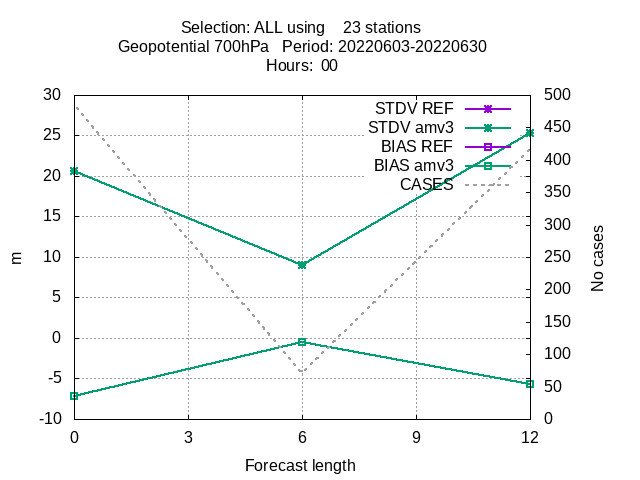 Selection: ALL using    23 stations
Geopotential 700hPa   Period: 20220603-20220630
Hours:  00
30
25
20
15
10
5
0
-5
-10
m
500
450
400
350
300
250
200
150
100
50
0
No cases
STDV REF
STDV amv3
BIAS REF
BIAS amv3
CASES
0
3
6
9
12
Forecast length